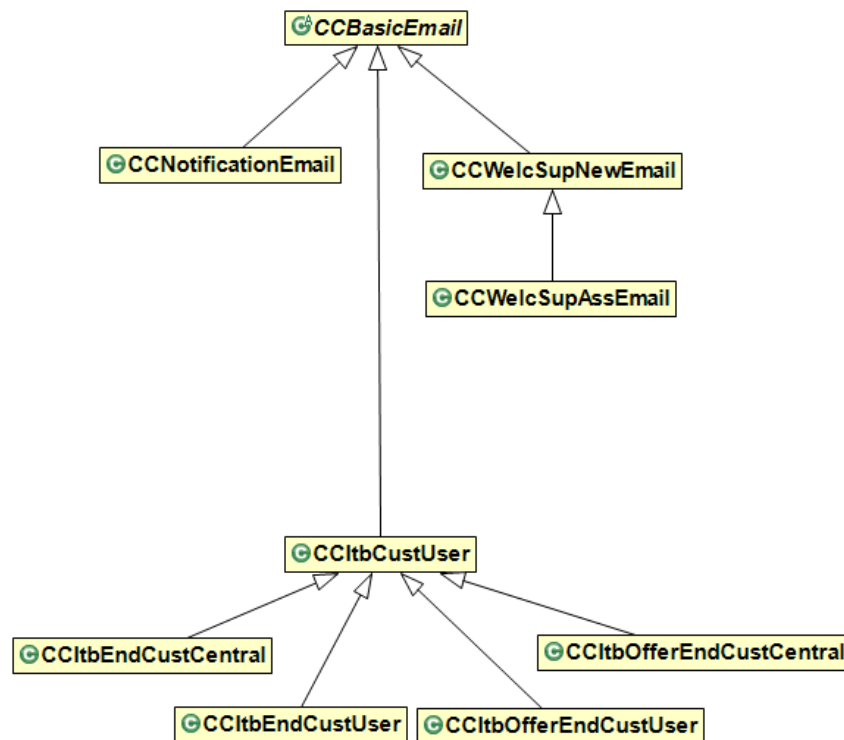 CCBasicEmail
CCNotificationEmail
CCWelcSupNewEmail
CCWelcSupAssEmail
CCItbCustUser
CCItbEndCustCentral
CCItbOfferEndCustCentral
CCItbEndCustUser
CCItbOfferEndCustUser